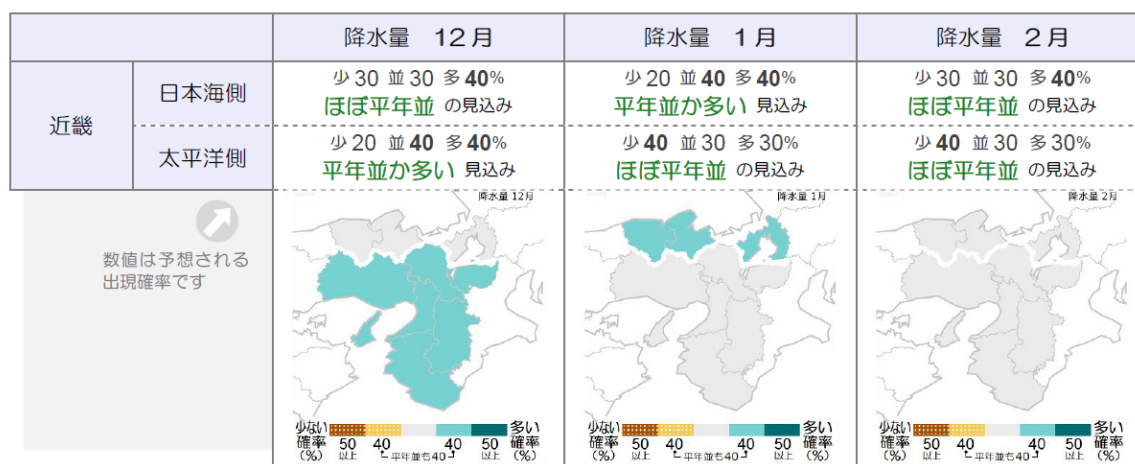 降水量 12月
降水量 1月
降水量 2月
近畿
日本海側
少30 並30 多40%
ほぼ平年並 の見込み
少20 並40 多40%
平年並か多い 見込み
少30 並30 多40%
ほぼ平年並 の見込み
太平洋側
少20 並40 多40%
平年並か多い 見込み
少40 並30 多30%
ほぼ平年並 の見込み
少40 並30 多30%
ほぼ平年並 の見込み
数値は予想される
出現確率です
降水量 12月
少ない 多い
確率 50 40 40 50 確率
(%) 以上 平年並も40 以上 (%)
降水量 1月
少ない 多い
確率 50 40 40 50 確率
(%) 以上 平年並も40 以上 (%)
降水量 2月
少ない 多い
確率 50 40 40 50 確率
(%) 以上 平年並も40 以上 (%)